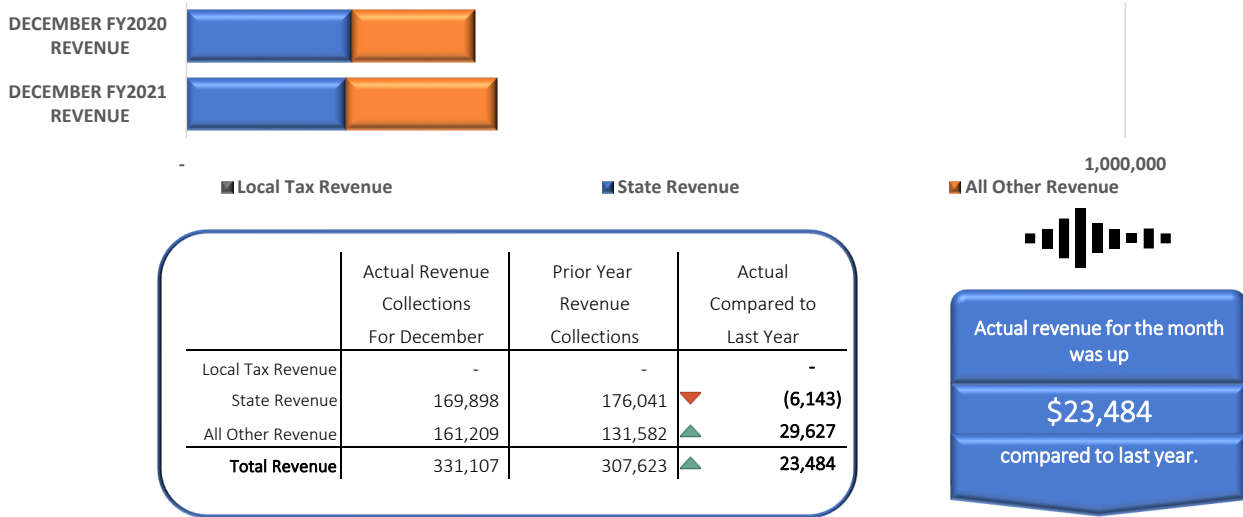 DECEMBER FY2020
REVENUE
DECEMBER FY2021
REVENUE
- 1,000,000
Local Tax Revenue State Revenue All Other Revenue
Actual Revenue Prior Year Actual
Collections Revenue Compared to
For December Collections Last Year
Local Tax Revenue - - -
State Revenue 169,898 176,041 (6,143)
All Other Revenue 161,209 131,582 29,627
Total Revenue 331,107 307,623 23,484
Actual revenue for the month
was up
$23,484
compared to last year.